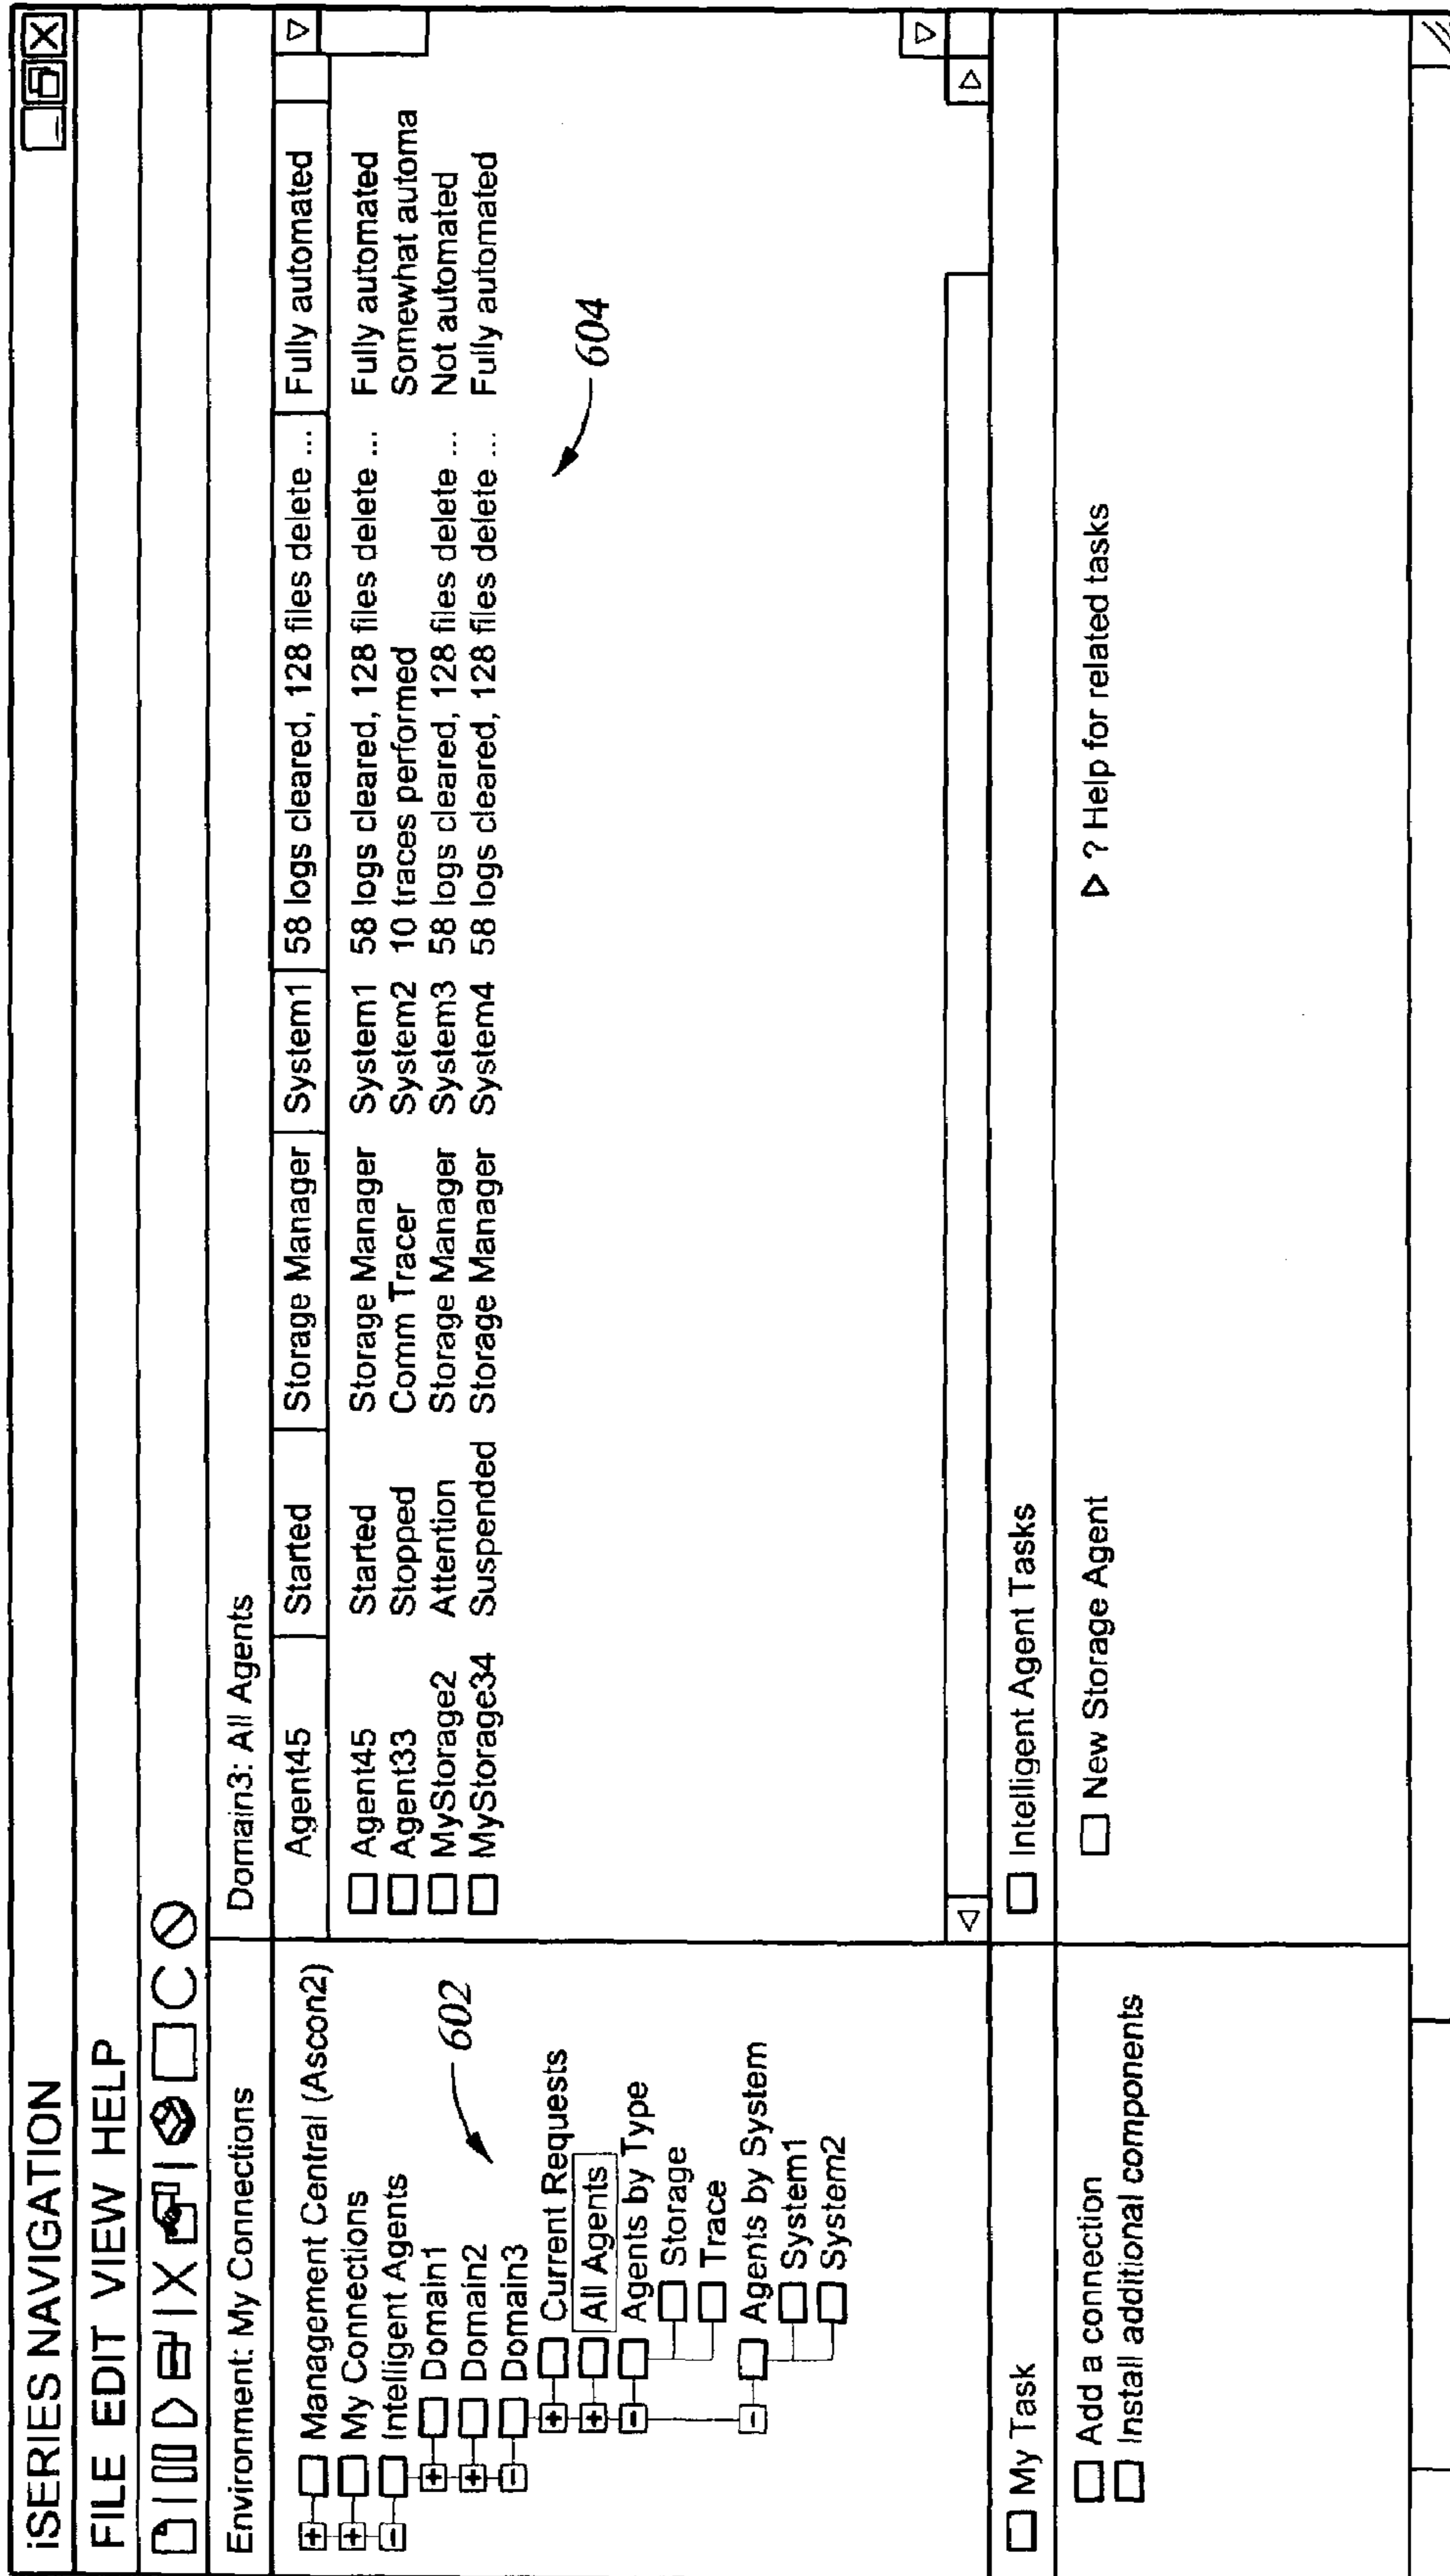 iSERIES NAVIGATION
FILE EDIT VIEW HELP
Environment: My Connections
Domain3: All Agents
Management Central (Ascon2)
My Connections
Intelligent Agents
Domain1
Domain2
Domain3
Current Requests
All Agents
Agents by Type
Storage
Trace
Agents by System
System1
System2
602
Agent45 Started Storage Manager System1 58 logs cleared, 128 files delete ... Fully automated
Agent45 Started Storage Manager System1 58 logs cleared, 128 files delete ... Fully automated
Agent33 Stopped Comm Tracer System2 10 traces performed Somewhat automa
MyStorage2 Attention Storage Manager System3 58 logs cleared, 128 files delete ... Not automated
MyStorage34 Suspended Storage Manager System4 58 logs cleared, 128 files delete ... Fully automated
604
My Task
Add a connection
Install additional components
Intelligent Agent Tasks
New Storage Agent
? Help for related tasks